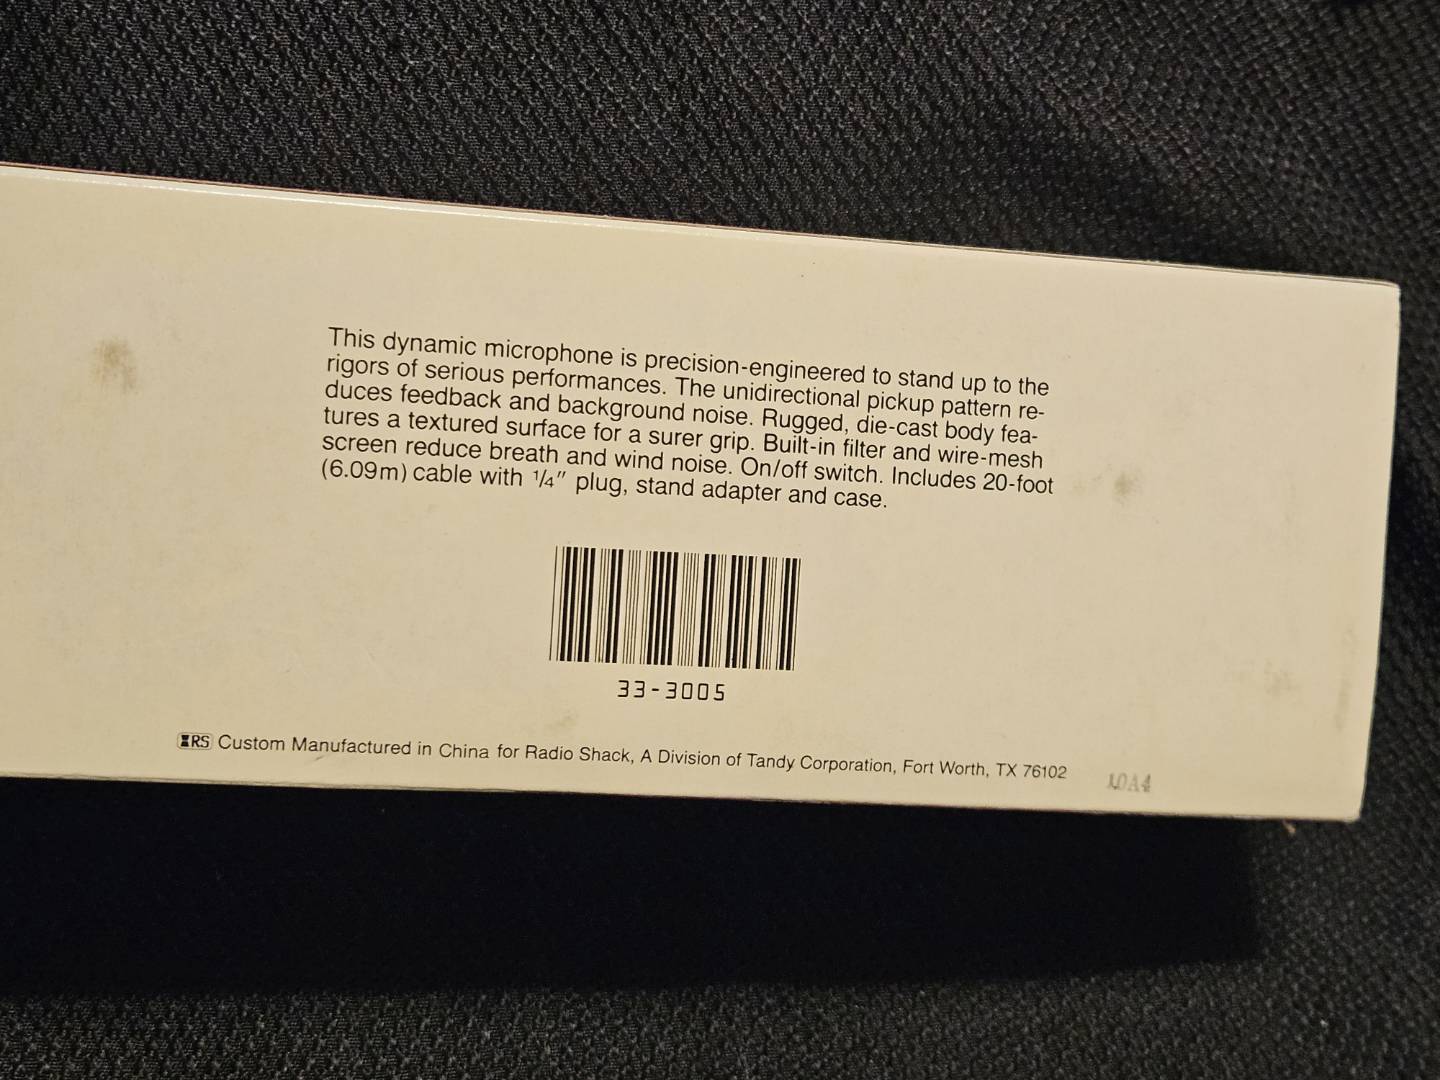 This dynamic microphone is precision-engineered to stand up to the
rigors of serious performances. The unidirectional pickup pattern re-
duces feedback and background noise. Rugged, die-cast body fea-
tures a textured surface for a surer grip. Built-in filter and wire-mesh
screen reduce breath and wind noise. On/off switch. Includes 20-foot
(6.09m) cable with 1/4″ plug, stand adapter and case.
33-3005
RS Custom Manufactured in China for Radio Shack, A Division of Tandy Corporation, Fort Worth, TX 76102
10A4